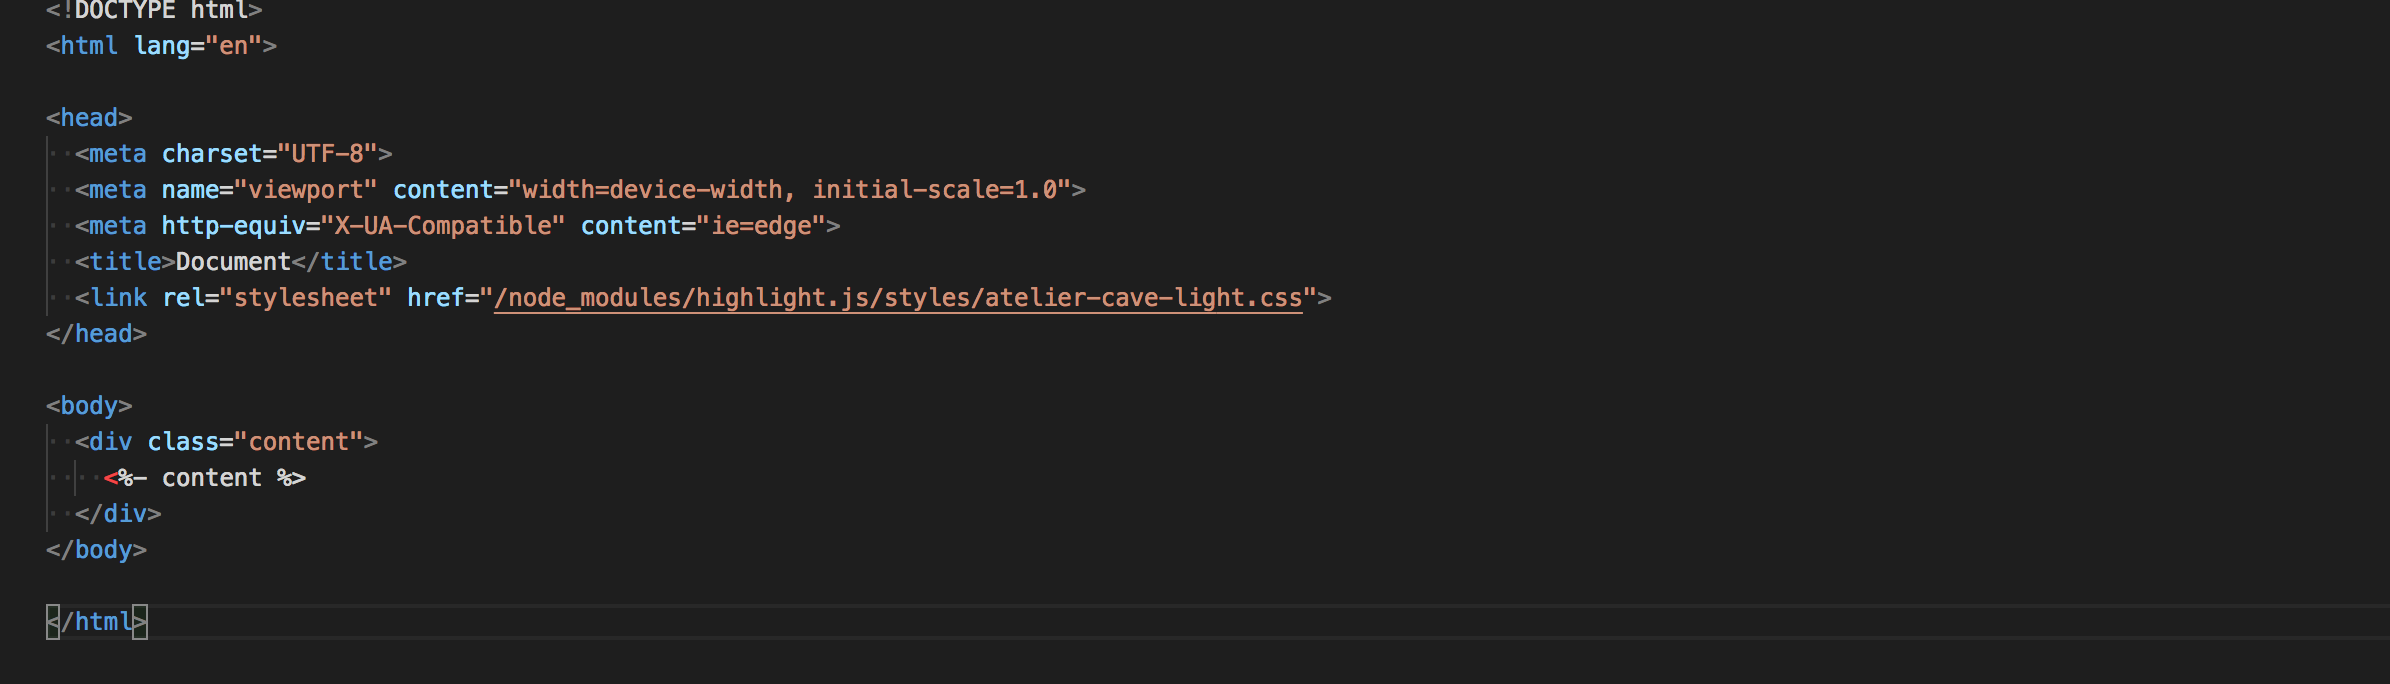 <!DOCTYPE html>
<html lang="en">
<head>
<meta charset="UTF-8">
<meta name="viewport" content="width=device-width, initial-scale=1.0">
<meta http-equiv="X-UA-Compatible" content="ie=edge">
<title>Document</title>
<link rel="stylesheet" href="/node_modules/highlight.js/styles/atelier-cave-light.css">
</head>
<body>
<div class="content">
<%- content %>
</div>
</body>
</html>